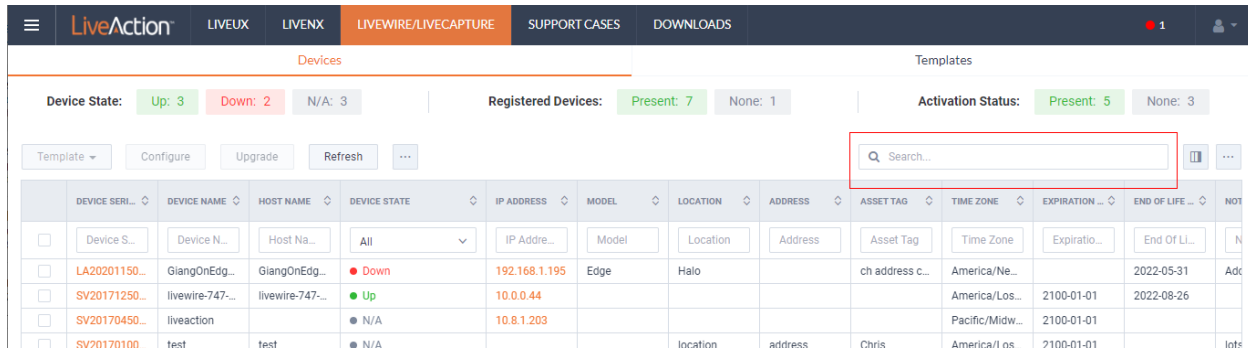 LiveAction LIVEUX LIVENX LIVEWIRE/LIVECAPTURE SUPPORT CASES DOWNLOADS 1
Devices Templates
Device State: Up: 3 Down: 2 N/A: 3 Registered Devices: Present: 7 None: 1 Activation Status: Present: 5 None: 3
Template Configure Upgrade Refresh ... Search... ...
DEVICE SERI... DEVICE NAME HOST NAME DEVICE STATE IP ADDRESS MODEL LOCATION ADDRESS ASSET TAG TIME ZONE EXPIRATION ... END OF LIFE ... NOT
Device S... Device N... Host Na... All IP Addre... Model Location Address Asset Tag Time Zone Expiratio... End Of Li... N
LA20201150... GiangOnEdg... GiangOnEdg... Down 192.168.1.195 Edge Halo ch address c... America/Ne... 2022-05-31 Add
SV20171250... livewire-747-... livewire-747-... Up 10.0.0.44 America/Los... 2100-01-01 2022-08-26
SV20170450... liveaction N/A 10.8.1.203 Pacific/Midw... 2100-01-01
SV20170100... test test N/A location address Chris America/Los... 2100-01-01 lots